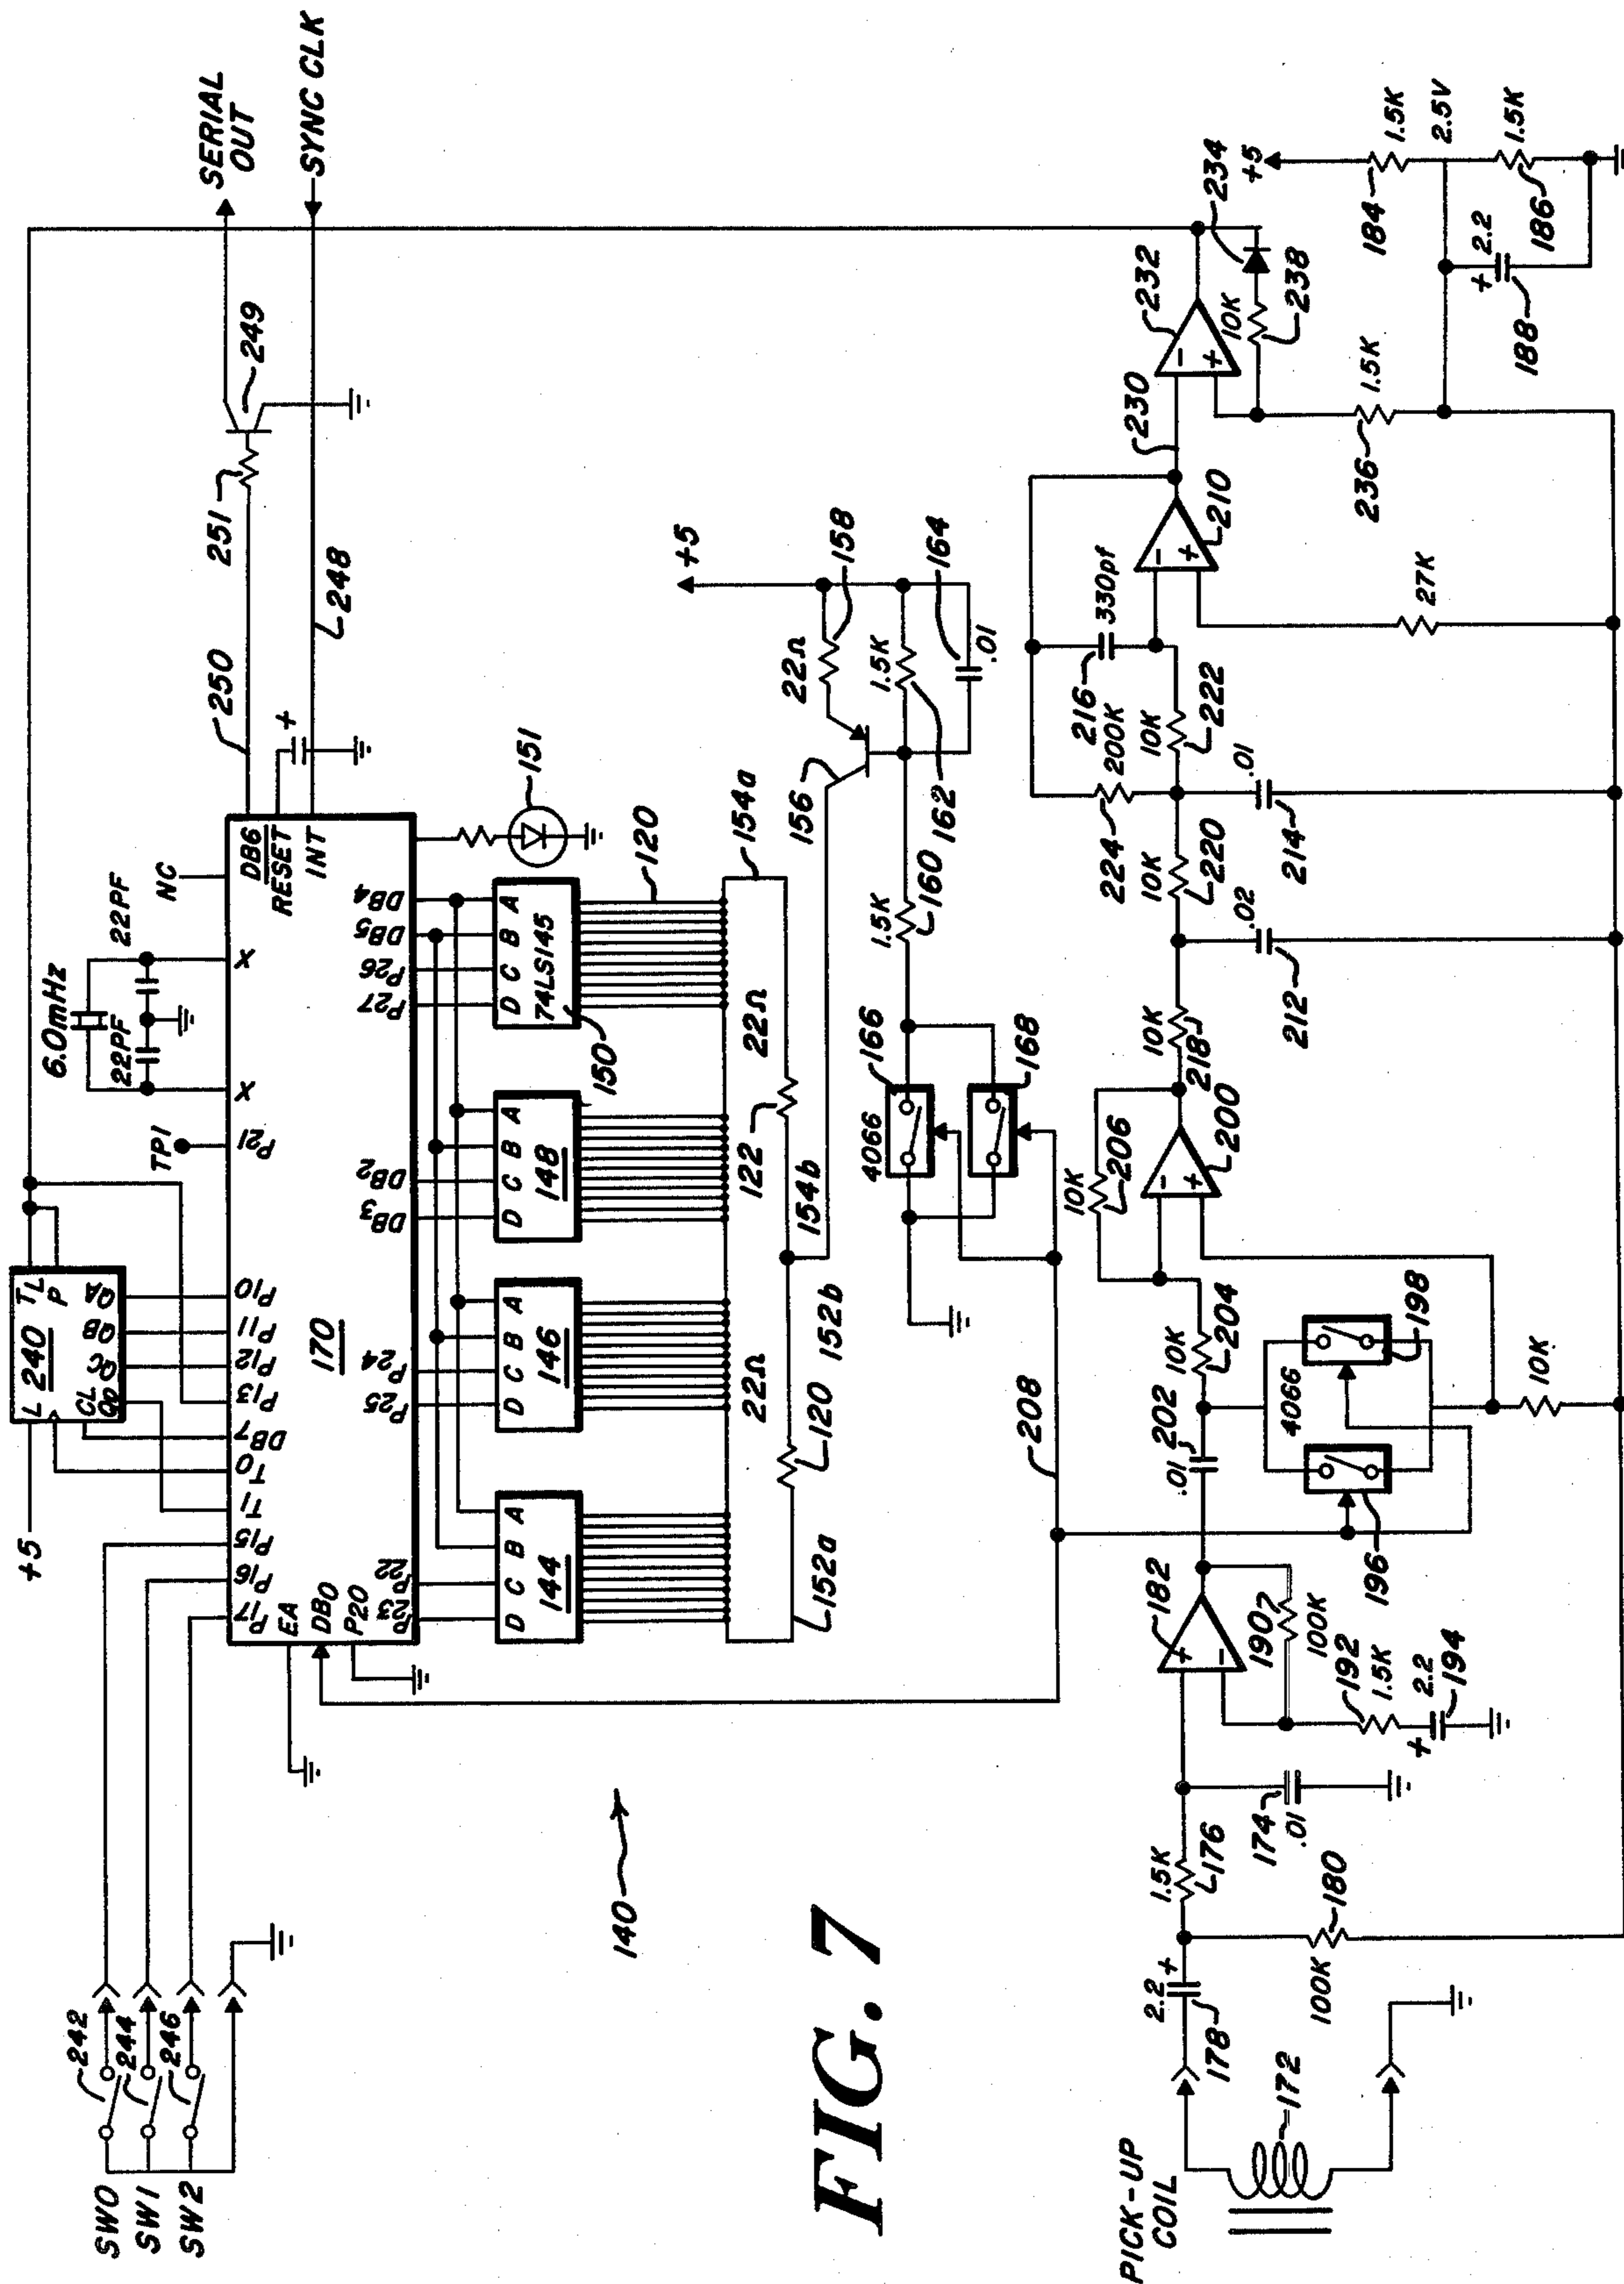 SW0
SW1
SW2
242
244
246
+5
L 240 T L
P
CL
QD QC QB QA
6.0mHz
22PF 22PF
NC
TP1
P17 P16 P15 T1 T0 DB7 P13 P12 P11 P10 P21 X X
EA
DB0
P20
170
DB6
RESET
INT
P23 P22 P25 P24 DB3 DB2 P27 P26 DB5 DB4
250
251
249
248
SERIAL
OUT
SYNC CLK
D C B A
144
D C B A
146
D C B A
148
D C B A
74LS145
150
151
120
152a
120
22Ω
152b
154b
122
22Ω
154a
140
+5
156
22Ω
158
1.5K
162
.01
164
1.5K
160
4066
166
168
208
FIG. 7
PICK-UP
COIL
172
2.2 +
178
100K
180
1.5K
176
174
.01
182
+
−
190
100K
192
1.5K
+ 2.2
194
.01
202
10K
204
4066
196
198
10K
10K
206
−
+
200
10K
218
.02
212
10K
220
.01
214
224
200K
10K
222
216
330pf
−
+
210
27K
230
−
+
232
10K
238
234
236
1.5K
+5
184
1.5K
2.5V
+ 2.2
188
1.5K
186